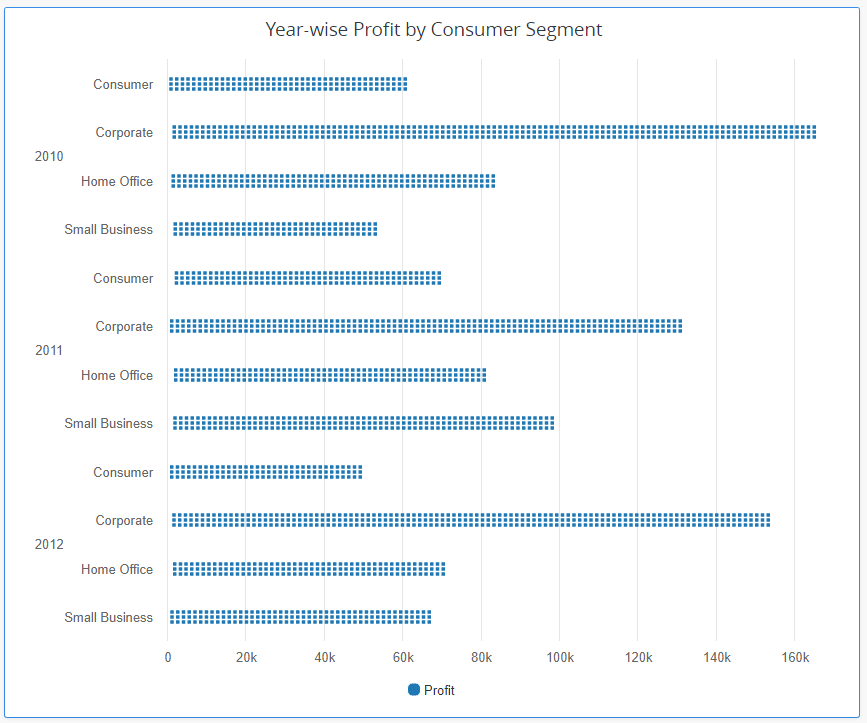 Year-wise Profit by Consumer Segment
Consumer
Corporate
2010
Home Office
Small Business
Consumer
Corporate
2011
Home Office
Small Business
Consumer
Corporate
2012
Home Office
Small Business
0 20k 40k 60k 80k 100k 120k 140k 160k
Profit